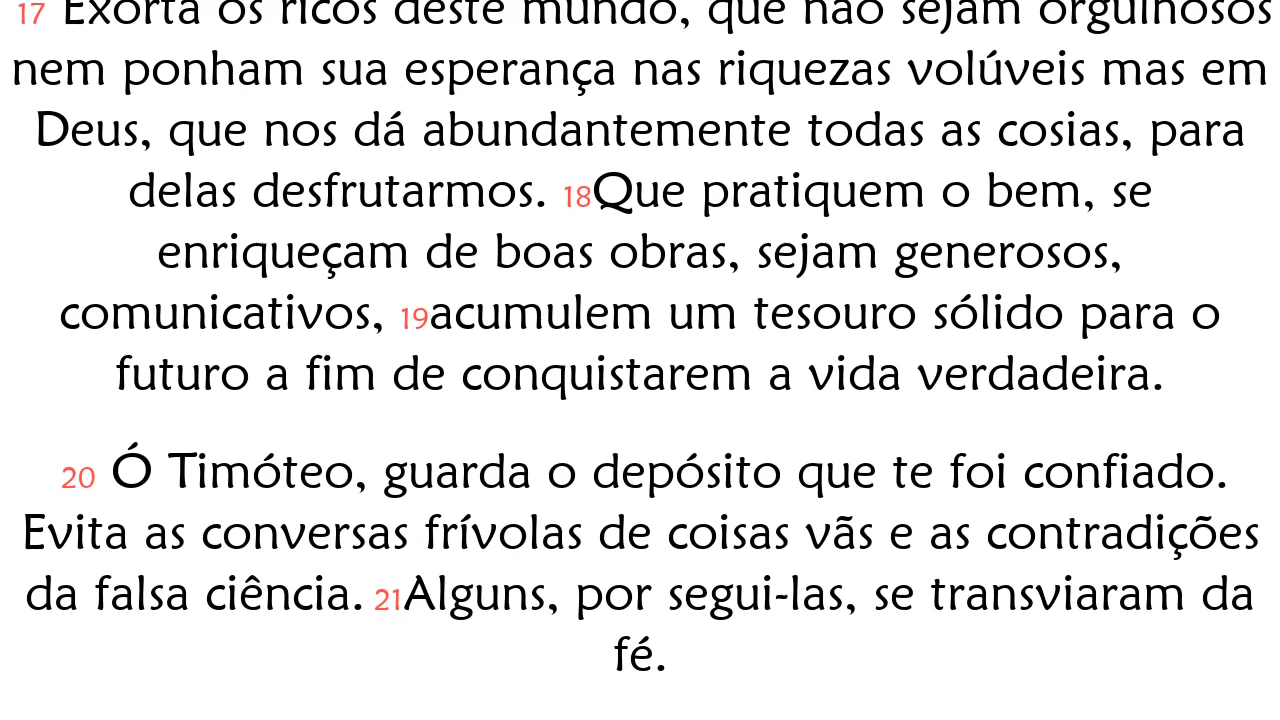 17 Exorta os ricos deste mundo, que não sejam orgulhosos
nem ponham sua esperança nas riquezas volúveis mas em
Deus, que nos dá abundantemente todas as cosias, para
delas desfrutarmos. 18Que pratiquem o bem, se
enriqueçam de boas obras, sejam generosos,
comunicativos, 19acumulem um tesouro sólido para o
futuro a fim de conquistarem a vida verdadeira.
20 Ó Timóteo, guarda o depósito que te foi confiado.
Evita as conversas frívolas de coisas vãs e as contradições
da falsa ciência. 21Alguns, por segui-las, se transviaram da
fé.